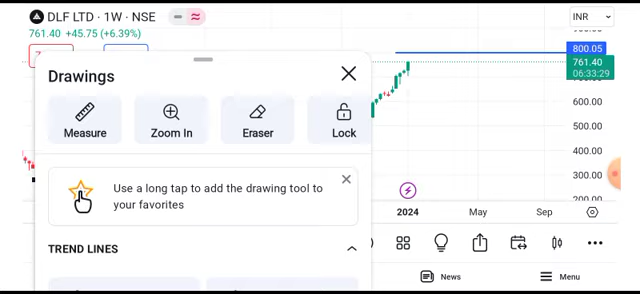 DLF LTD · 1W · NSE
INR
761.40 +45.75 (+6.39%)
800.05
761.40
06:33:29
600.00
500.00
400.00
300.00
200.00
Drawings
Measure
Zoom In
Eraser
Lock
Use a long tap to add the drawing tool to
your favorites
TREND LINES
2024
May
Sep
News
Menu